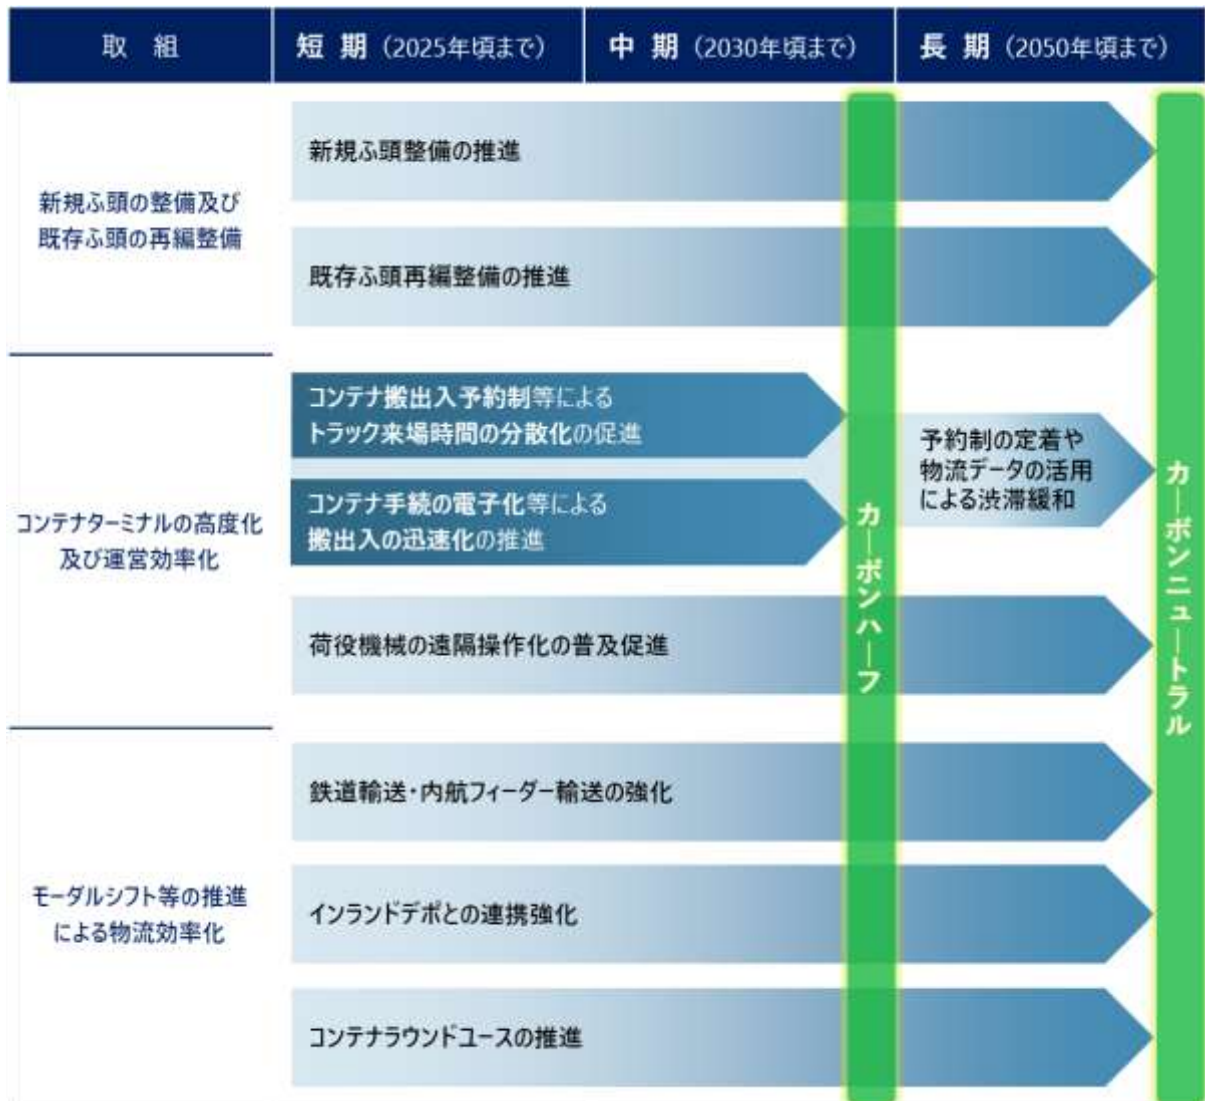 取 組
短 期 (2025年頃まで)
中 期 (2030年頃まで)
長 期 (2050年頃まで)
新規ふ頭の整備及び
既存ふ頭の再編整備
新規ふ頭整備の推進
既存ふ頭再編整備の推進
コンテナターミナルの高度化
及び運営効率化
コンテナ搬出入予約制等による
トラック来場時間の分散化の促進
コンテナ手続の電子化等による
搬出入の迅速化の推進
予約制の定着や
物流データの活用
による渋滞緩和
荷役機械の遠隔操作化の普及促進
モーダルシフト等の推進
による物流効率化
鉄道輸送・内航フィーダー輸送の強化
インランドデポとの連携強化
コンテナラウンドユースの推進
カーボンハーフ
カーボンニュートラル